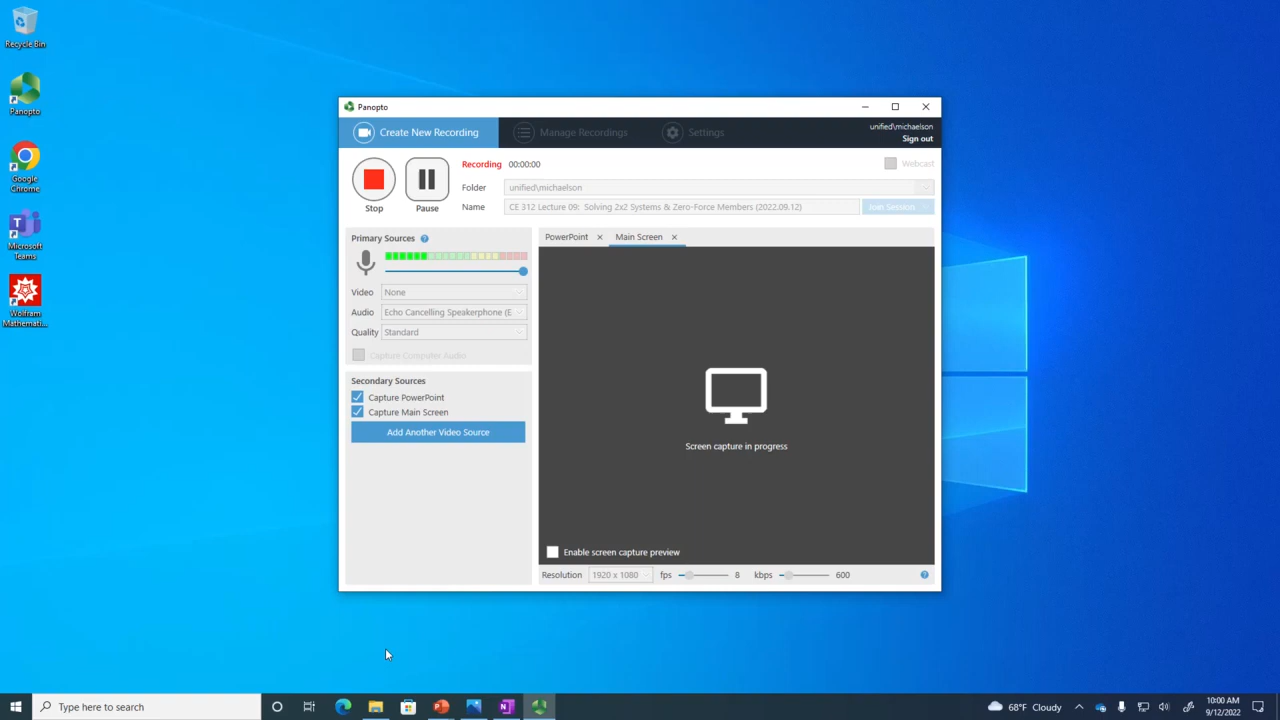 Recycle Bin
Panopto
Google
Chrome
Microsoft
Teams
Wolfram
Mathemati...
Panopto
Create New Recording
Manage Recordings
Settings
unified\michaelson
Sign out
Recording 00:00:00
Webcast
Folder unified\michaelson
Name CE 312 Lecture 09: Solving 2x2 Systems & Zero-Force Members (2022.09.12) Join Session
Stop Pause
Primary Sources ?
Video None
Audio Echo Cancelling Speakerphone (E
Quality Standard
Capture Computer Audio
Secondary Sources
Capture PowerPoint
Capture Main Screen
Add Another Video Source
PowerPoint × Main Screen ×
Screen capture in progress
Enable screen capture preview
Resolution 1920 x 1080 fps 8 kbps 600 ?
Type here to search
68°F Cloudy
10:00 AM
9/12/2022